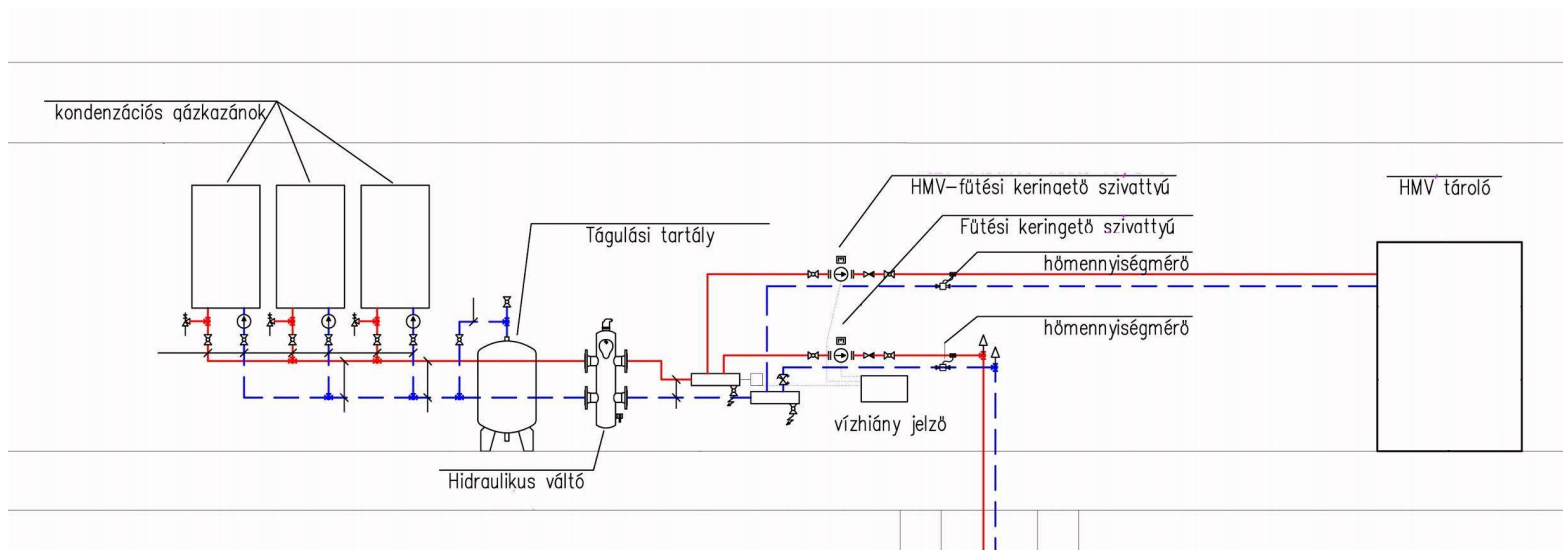 kondenzációs gázkazánok
HMV-fűtési keringető szivattyú
HMV tároló
Tágulási tartály
Fűtési keringető szivattyú
hőmennyiségmérő
hőmennyiségmérő
vízhiány jelző
Hidraulikus váltó